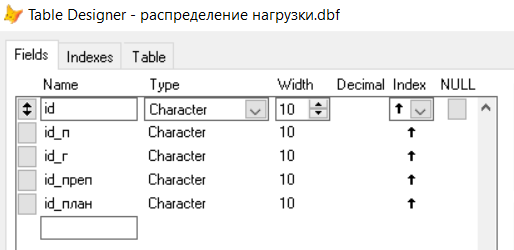 Table Designer - распределение нагрузки.dbf
Fields Indexes Table
Name Type Width Decimal Index NULL
id Character 10
id_п Character 10
id_г Character 10
id_преп Character 10
id_план Character 10